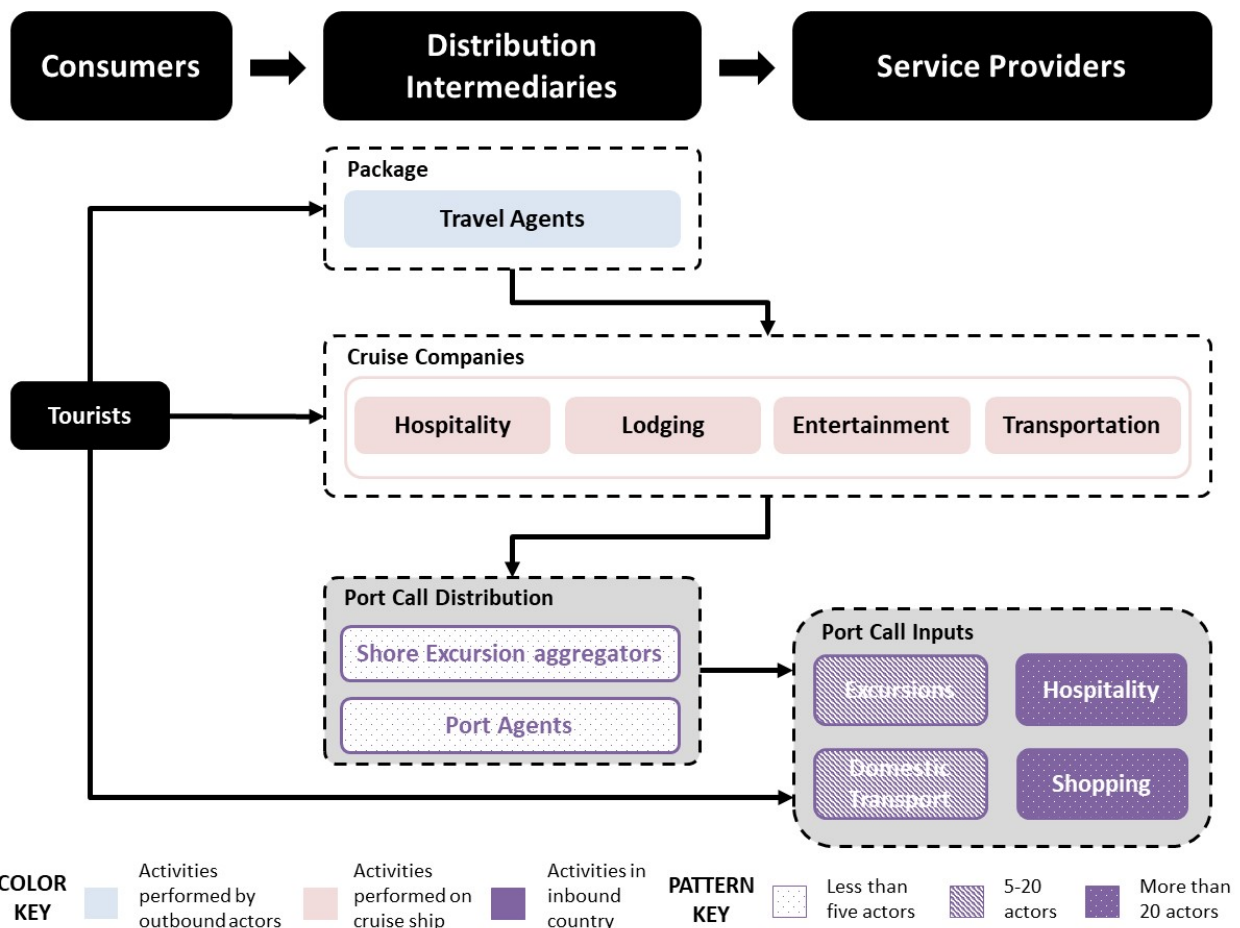 Consumers
Distribution
Intermediaries
Service Providers
Package
Travel Agents
Cruise Companies
Tourists
Hospitality
Lodging
Entertainment
Transportation
Port Call Distribution
Shore Excursion aggregators
Port Agents
Port Call Inputs
Excursions
Hospitality
Domestic
Transport
Shopping
COLOR
KEY
Activities
performed by
outbound actors
Activities
performed on
cruise ship
Activities in
inbound
country
PATTERN
KEY
Less than
five actors
5-20
actors
More than
20 actors